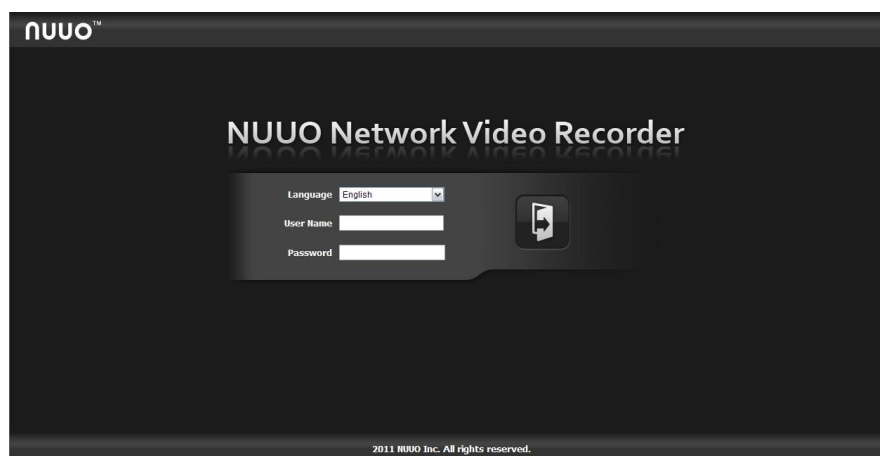 nuuo™
NUUO Network Video Recorder
Language English
User Name
Password
2011 NUUO Inc. All rights reserved.